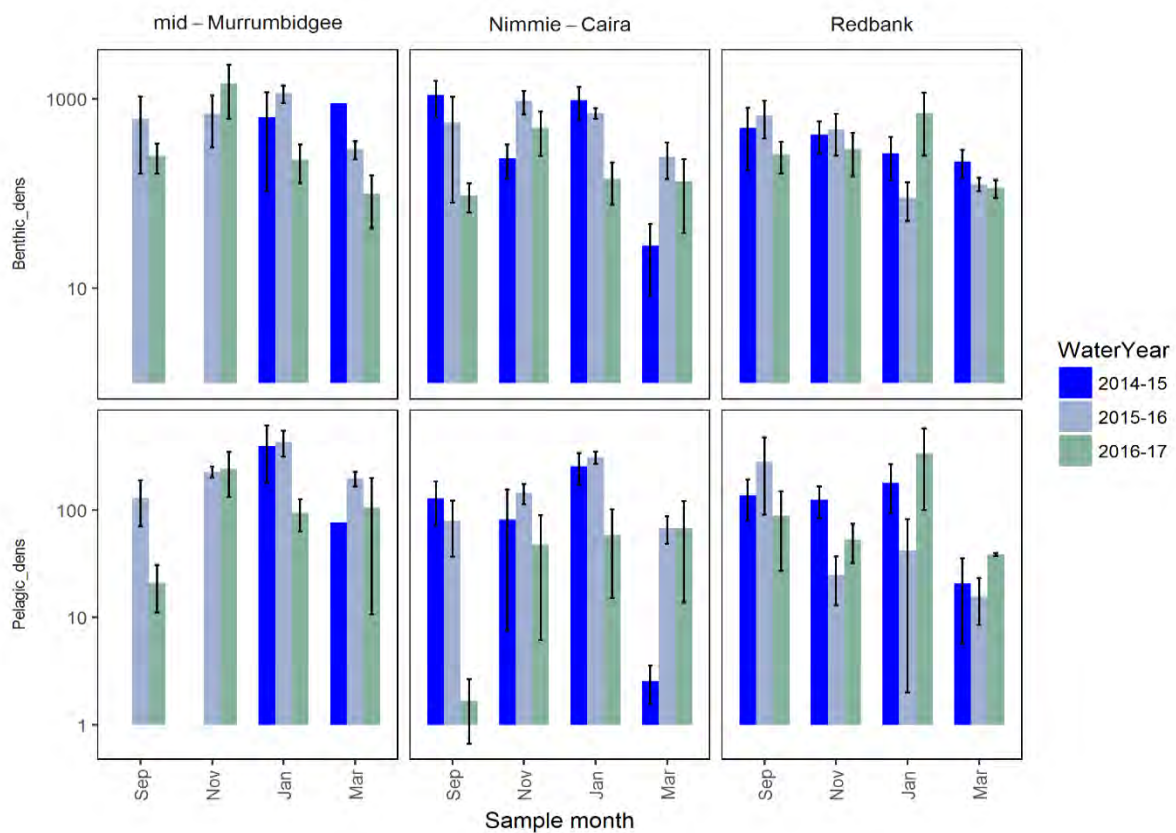 mid – Murrumbidgee
Nimmie – Caira
Redbank
Benthic_dens
1000
10
Pelagic_dens
100
10
1
Sep
Nov
Jan
Mar
Sep
Nov
Jan
Mar
Sep
Nov
Jan
Mar
Sample month
WaterYear
2014-15
2015-16
2016-17